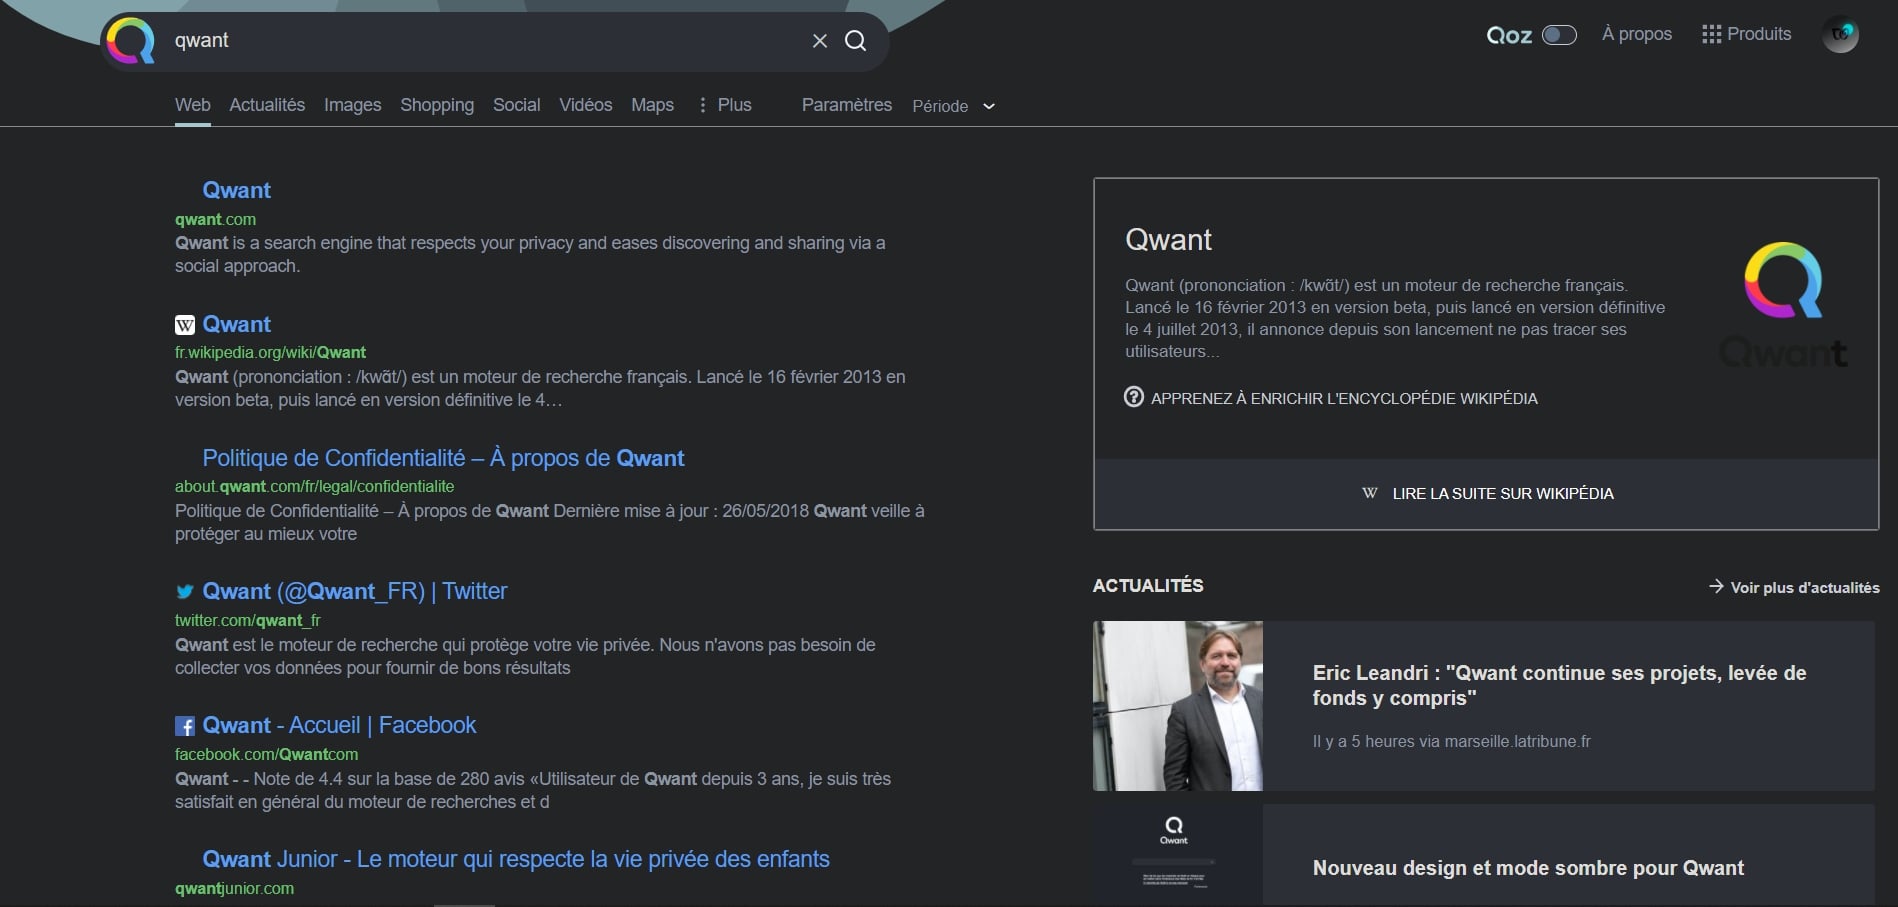 qwant
Qoz
À propos
Produits
Web
Actualités
Images
Shopping
Social
Vidéos
Maps
Plus
Paramètres
Période
Qwant
qwant.com
Qwant is a search engine that respects your privacy and eases discovering and sharing via a
social approach.
W Qwant
fr.wikipedia.org/wiki/Qwant
Qwant (prononciation : /kwɑ̃t/) est un moteur de recherche français. Lancé le 16 février 2013 en
version beta, puis lancé en version définitive le 4…
Politique de Confidentialité – À propos de Qwant
about.qwant.com/fr/legal/confidentialite
Politique de Confidentialité – À propos de Qwant Dernière mise à jour : 26/05/2018 Qwant veille à
protéger au mieux votre
Qwant (@Qwant_FR) | Twitter
twitter.com/qwant_fr
Qwant est le moteur de recherche qui protège votre vie privée. Nous n'avons pas besoin de
collecter vos données pour fournir de bons résultats
Qwant - Accueil | Facebook
facebook.com/Qwantcom
Qwant - - Note de 4.4 sur la base de 280 avis «Utilisateur de Qwant depuis 3 ans, je suis très
satisfait en général du moteur de recherches et d
Qwant Junior - Le moteur qui respecte la vie privée des enfants
qwantjunior.com
Qwant
Qwant (prononciation : /kwɑ̃t/) est un moteur de recherche français.
Lancé le 16 février 2013 en version beta, puis lancé en version définitive
le 4 juillet 2013, il annonce depuis son lancement ne pas tracer ses
utilisateurs...
Qwant
APPRENEZ À ENRICHIR L'ENCYCLOPÉDIE WIKIPÉDIA
W LIRE LA SUITE SUR WIKIPÉDIA
ACTUALITÉS
Voir plus d'actualités
Eric Leandri : "Qwant continue ses projets, levée de
fonds y compris"
Il y a 5 heures via marseille.latribune.fr
Qwant
Nouveau design et mode sombre pour Qwant